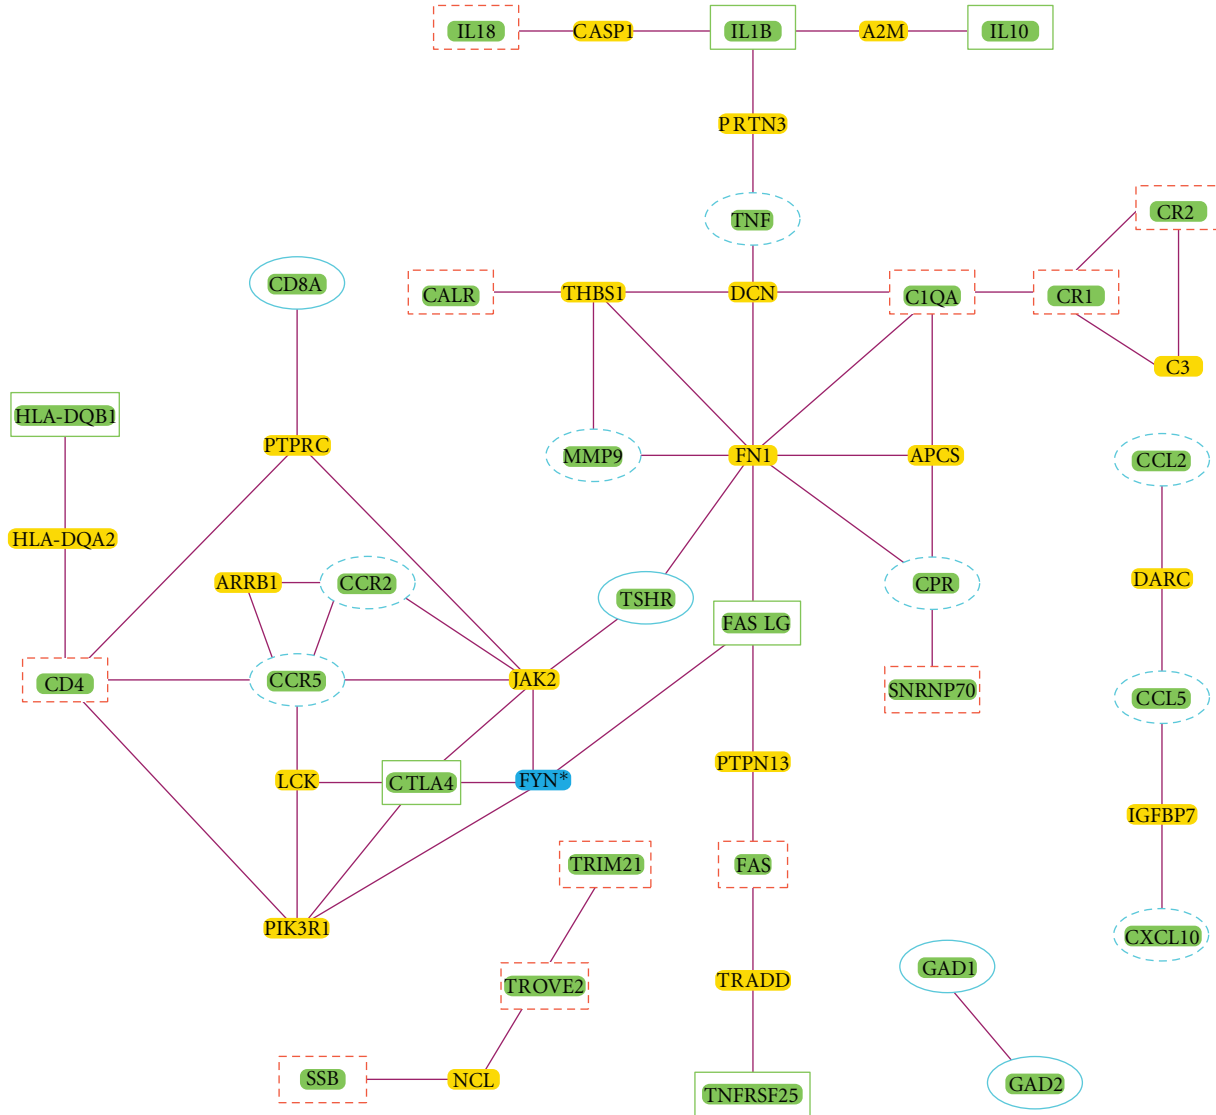 IL18
CASP1
IL1B
A2M
IL10
PRTN3
TNF
CR2
CD8A
CALR
THBS1
DCN
C1QA
CR1
C3
HLA-DQB1
PTPRC
MMP9
FN1
APCS
CCL2
HLA-DQA2
ARRB1
CCR2
TSHR
CPR
DARC
FAS LG
CD4
CCR5
JAK2
SNRNP70
CCL5
LCK
CTLA4
FYN*
PTPN13
IGFBP7
TRIM21
FAS
PIK3R1
CXCL10
TROVE2
TRADD
GAD1
SSB
NCL
TNFRSF25
GAD2